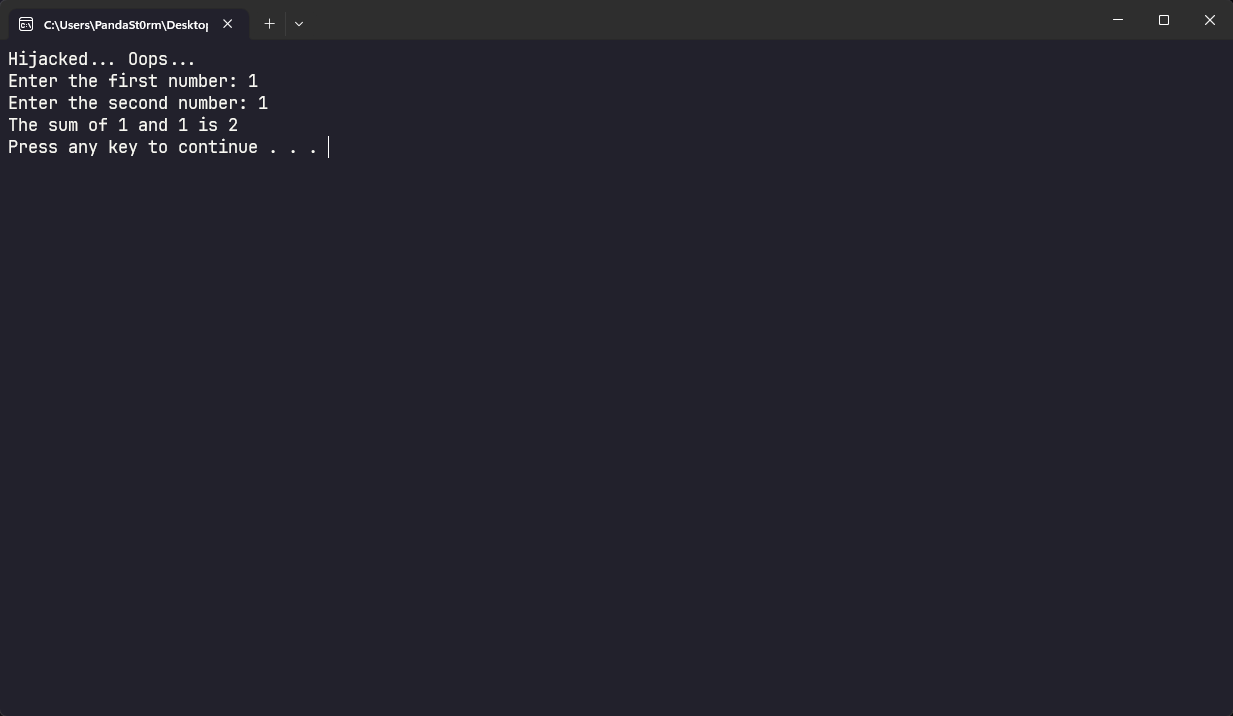 C:\Users\PandaSt0rm\Desktop
Hijacked... Oops...
Enter the first number: 1
Enter the second number: 1
The sum of 1 and 1 is 2
Press any key to continue . . .